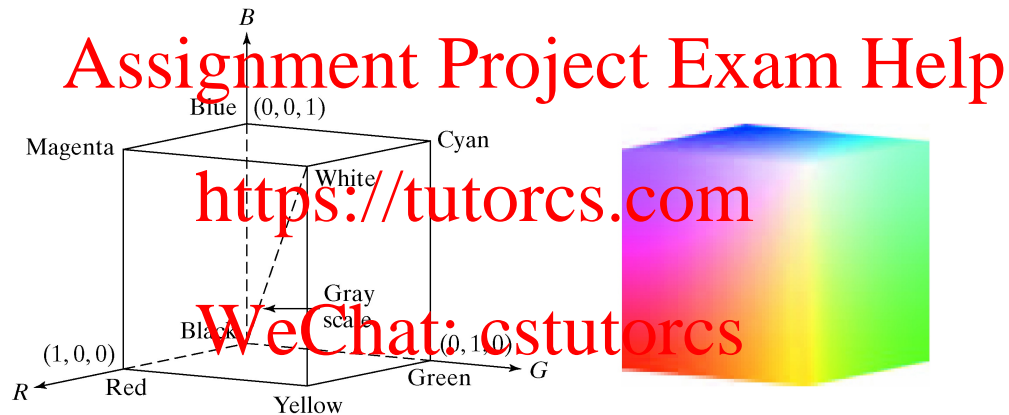 B
Assignment Project Exam Help
Blue (0, 0, 1)
Magenta
Cyan
White
https://tutorcs.com
Gray
scale
Black
WeChat: cstutorcs
(1, 0, 0)
(0, 1, 0)
R
Red
Green
G
Yellow